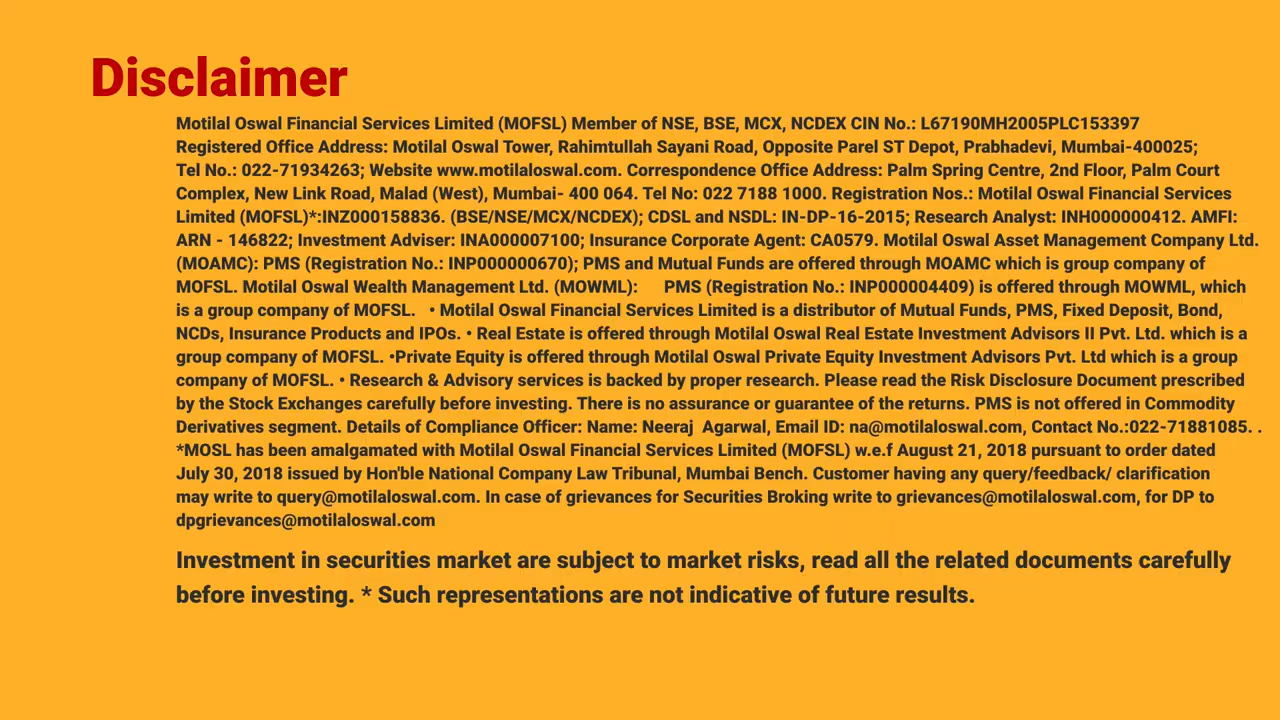 Disclaimer
Motilal Oswal Financial Services Limited (MOFSL) Member of NSE, BSE, MCX, NCDEX CIN No.: L67190MH2005PLC153397
Registered Office Address: Motilal Oswal Tower, Rahimtullah Sayani Road, Opposite Parel ST Depot, Prabhadevi, Mumbai-400025;
Tel No.: 022-71934263; Website www.motilaloswal.com. Correspondence Office Address: Palm Spring Centre, 2nd Floor, Palm Court
Complex, New Link Road, Malad (West), Mumbai- 400 064. Tel No: 022 7188 1000. Registration Nos.: Motilal Oswal Financial Services
Limited (MOFSL)*:INZ000158836. (BSE/NSE/MCX/NCDEX); CDSL and NSDL: IN-DP-16-2015; Research Analyst: INH000000412. AMFI:
ARN - 146822; Investment Adviser: INA000007100; Insurance Corporate Agent: CA0579. Motilal Oswal Asset Management Company Ltd.
(MOAMC): PMS (Registration No.: INP000000670); PMS and Mutual Funds are offered through MOAMC which is group company of
MOFSL. Motilal Oswal Wealth Management Ltd. (MOWML): PMS (Registration No.: INP000004409) is offered through MOWML, which
is a group company of MOFSL. • Motilal Oswal Financial Services Limited is a distributor of Mutual Funds, PMS, Fixed Deposit, Bond,
NCDs, Insurance Products and IPOs. • Real Estate is offered through Motilal Oswal Real Estate Investment Advisors II Pvt. Ltd. which is a
group company of MOFSL. •Private Equity is offered through Motilal Oswal Private Equity Investment Advisors Pvt. Ltd which is a group
company of MOFSL. • Research & Advisory services is backed by proper research. Please read the Risk Disclosure Document prescribed
by the Stock Exchanges carefully before investing. There is no assurance or guarantee of the returns. PMS is not offered in Commodity
Derivatives segment. Details of Compliance Officer: Name: Neeraj Agarwal, Email ID: na@motilaloswal.com, Contact No.:022-71881085. .
*MOSL has been amalgamated with Motilal Oswal Financial Services Limited (MOFSL) w.e.f August 21, 2018 pursuant to order dated
July 30, 2018 issued by Hon'ble National Company Law Tribunal, Mumbai Bench. Customer having any query/feedback/ clarification
may write to query@motilaloswal.com. In case of grievances for Securities Broking write to grievances@motilaloswal.com, for DP to
dpgrievances@motilaloswal.com
Investment in securities market are subject to market risks, read all the related documents carefully
before investing. * Such representations are not indicative of future results.